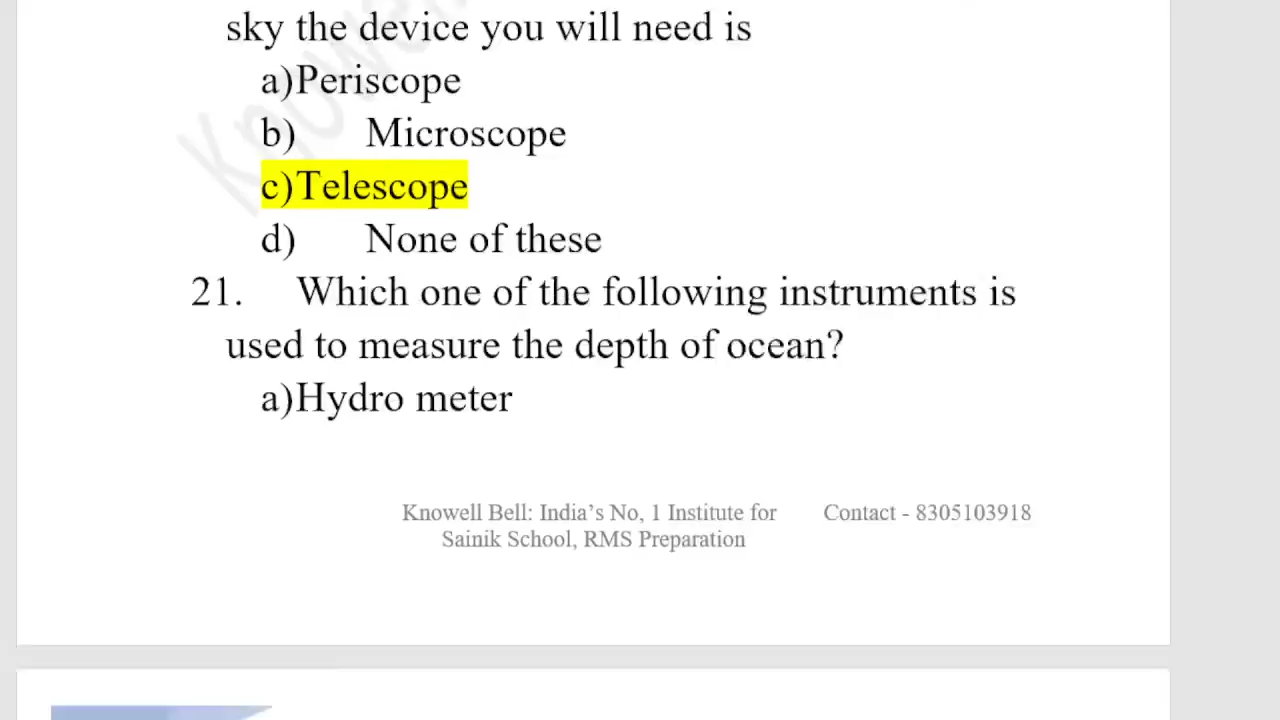 sky the device you will need is
a)Periscope
b) Microscope
c)Telescope
d) None of these
21. Which one of the following instruments is
used to measure the depth of ocean?
a)Hydro meter
Knowell Bell: India's No, 1 Institute for Contact - 8305103918
Sainik School, RMS Preparation